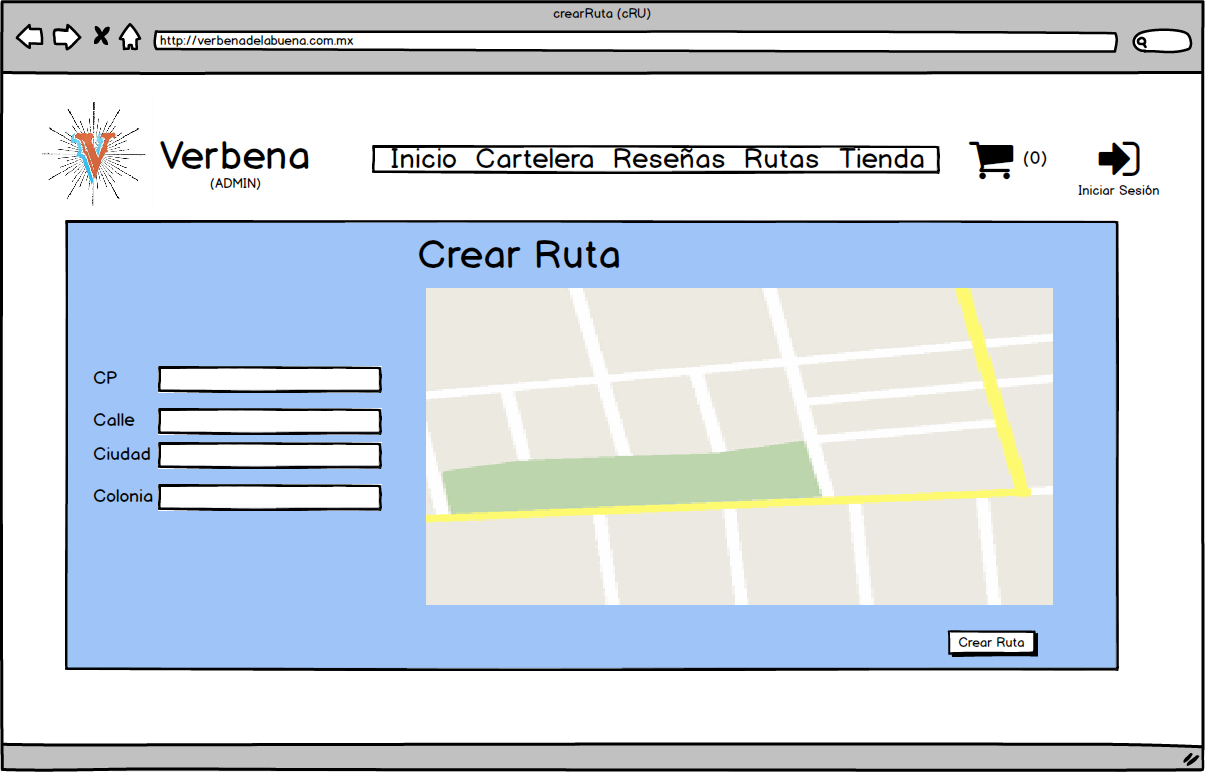 crearRuta (cRU)
http://verbenadelabuena.com.mx
V
Verbena
(ADMIN)
Inicio Cartelera Reseñas Rutas Tienda
(0)
Iniciar Sesión
Crear Ruta
CP
Calle
Ciudad
Colonia
Crear Ruta